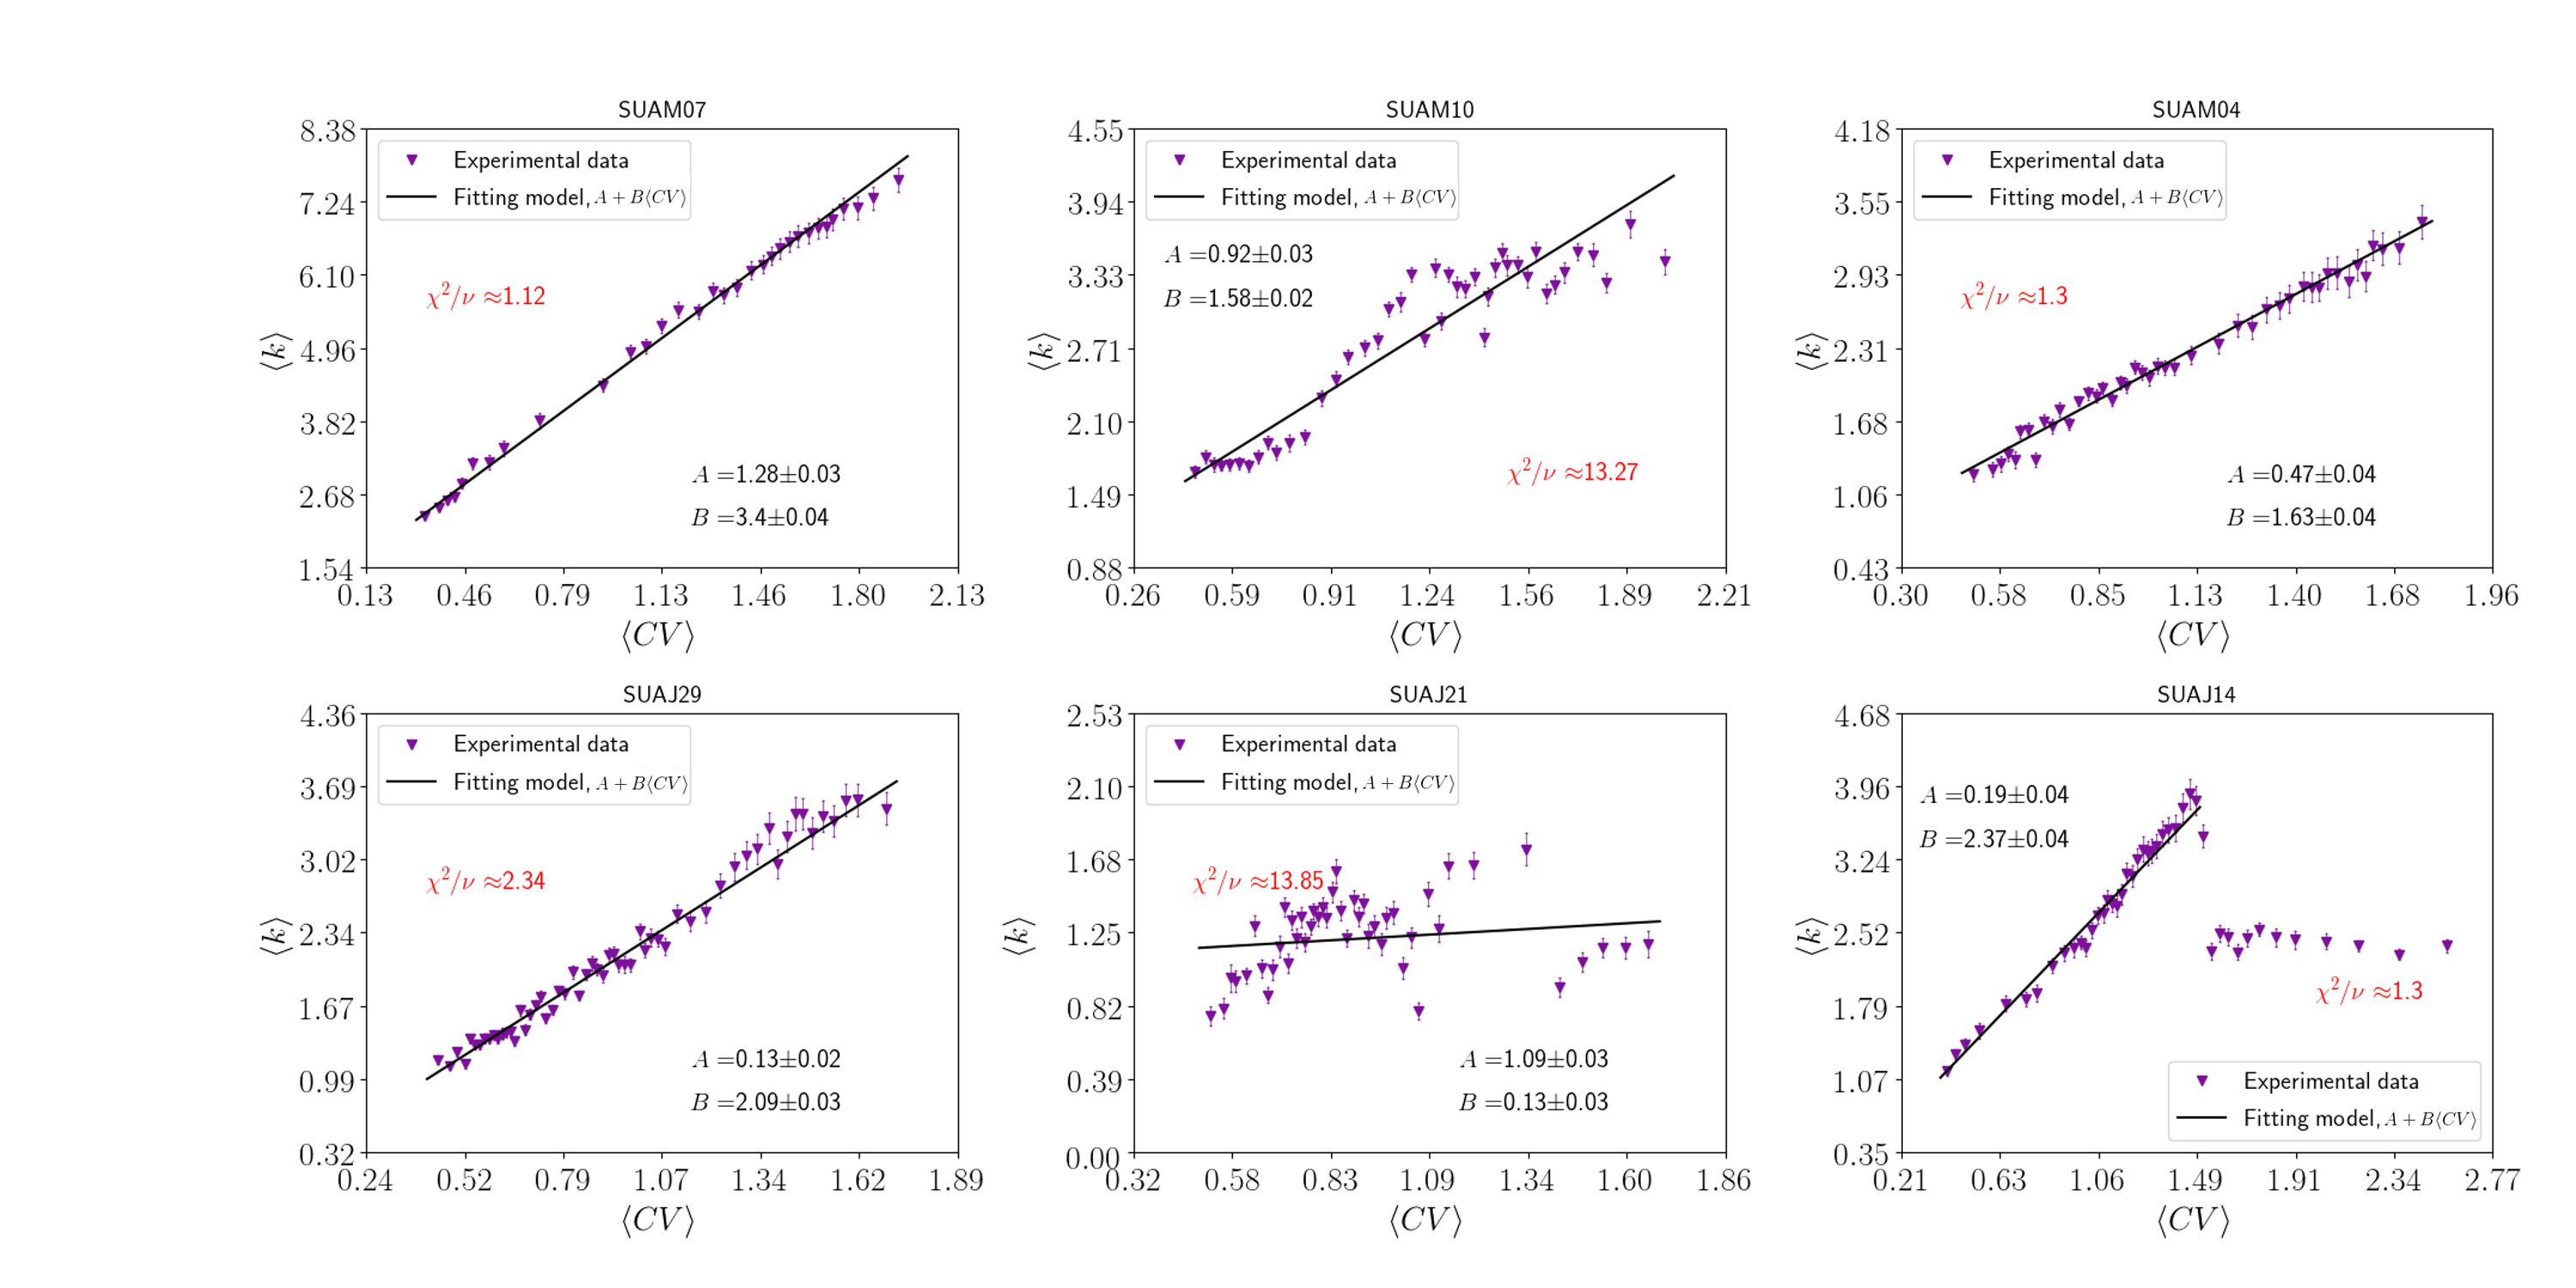 SUAM07
8.38
7.24
6.10
4.96
3.82
2.68
1.54
0.13 0.46 0.79 1.13 1.46 1.80 2.13
⟨k⟩
⟨CV⟩
Experimental data
Fitting model, A + B⟨CV⟩
χ²/ν ≈1.12
A =1.28±0.03
B =3.4±0.04
SUAM10
4.55
3.94
3.33
2.71
2.10
1.49
0.88
0.26 0.59 0.91 1.24 1.56 1.89 2.21
⟨k⟩
⟨CV⟩
Experimental data
Fitting model, A + B⟨CV⟩
A =0.92±0.03
B =1.58±0.02
χ²/ν ≈13.27
SUAM04
4.18
3.55
2.93
2.31
1.68
1.06
0.43
0.30 0.58 0.85 1.13 1.40 1.68 1.96
⟨k⟩
⟨CV⟩
Experimental data
Fitting model, A + B⟨CV⟩
χ²/ν ≈1.3
A =0.47±0.04
B =1.63±0.04
SUAJ29
4.36
3.69
3.02
2.34
1.67
0.99
0.32
0.24 0.52 0.79 1.07 1.34 1.62 1.89
⟨k⟩
⟨CV⟩
Experimental data
Fitting model, A + B⟨CV⟩
χ²/ν ≈2.34
A =0.13±0.02
B =2.09±0.03
SUAJ21
2.53
2.10
1.68
1.25
0.82
0.39
0.00
0.32 0.58 0.83 1.09 1.34 1.60 1.86
⟨k⟩
⟨CV⟩
Experimental data
Fitting model, A + B⟨CV⟩
χ²/ν ≈13.85
A =1.09±0.03
B =0.13±0.03
SUAJ14
4.68
3.96
3.24
2.52
1.79
1.07
0.35
0.21 0.63 1.06 1.49 1.91 2.34 2.77
⟨k⟩
⟨CV⟩
A =0.19±0.04
B =2.37±0.04
χ²/ν ≈1.3
Experimental data
Fitting model, A + B⟨CV⟩